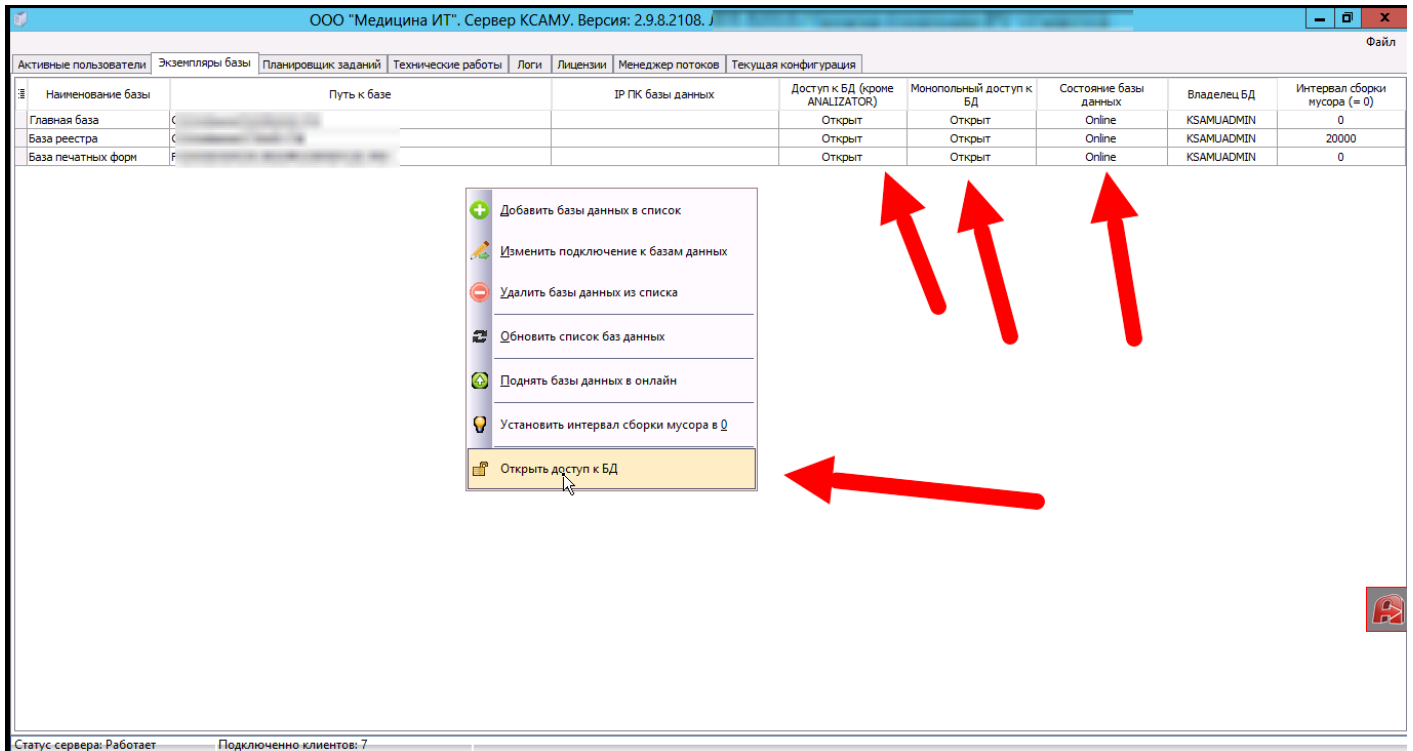 ООО "Медицина ИТ". Сервер КСАМУ. Версия: 2.9.8.2108.
Файл
Активные пользователи Экземпляры базы Планировщик заданий Технические работы Логи Лицензии Менеджер потоков Текущая конфигурация
Наименование базы Путь к базе IP ПК базы данных Доступ к БД (кроме ANALIZATOR) Монопольный доступ к БД Состояние базы данных Владелец БД Интервал сборки мусора (= 0)
Главная база Открыт Открыт Online KSAMUADMIN 0
База реестра Открыт Открыт Online KSAMUADMIN 20000
База печатных форм Открыт Открыт Online KSAMUADMIN 0
Добавить базы данных в список
Изменить подключение к базам данных
Удалить базы данных из списка
Обновить список баз данных
Поднять базы данных в онлайн
Установить интервал сборки мусора в 0
Открыть доступ к БД
Статус сервера: Работает Подключенно клиентов: 7